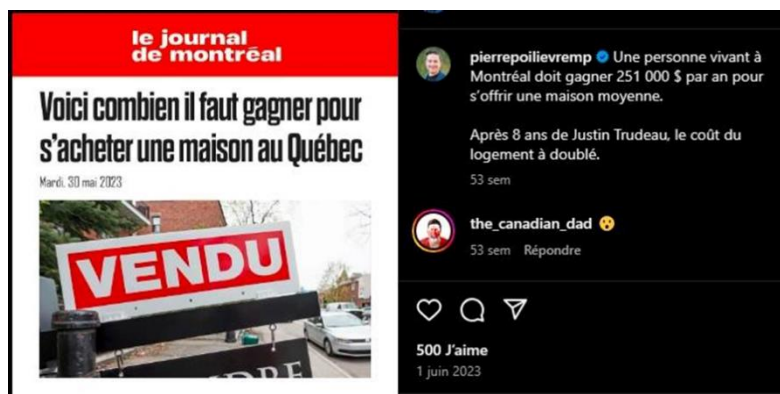 le journal
de montréal
Voici combien il faut gagner pour
s'acheter une maison au Québec
Mardi, 30 mai 2023
VENDU
pierrepoilievremp Une personne vivant à
Montréal doit gagner 251 000 $ par an pour
s'offrir une maison moyenne.
Après 8 ans de Justin Trudeau, le coût du
logement à doublé.
53 sem
the_canadian_dad 😮
53 sem Répondre
500 J'aime
1 juin 2023